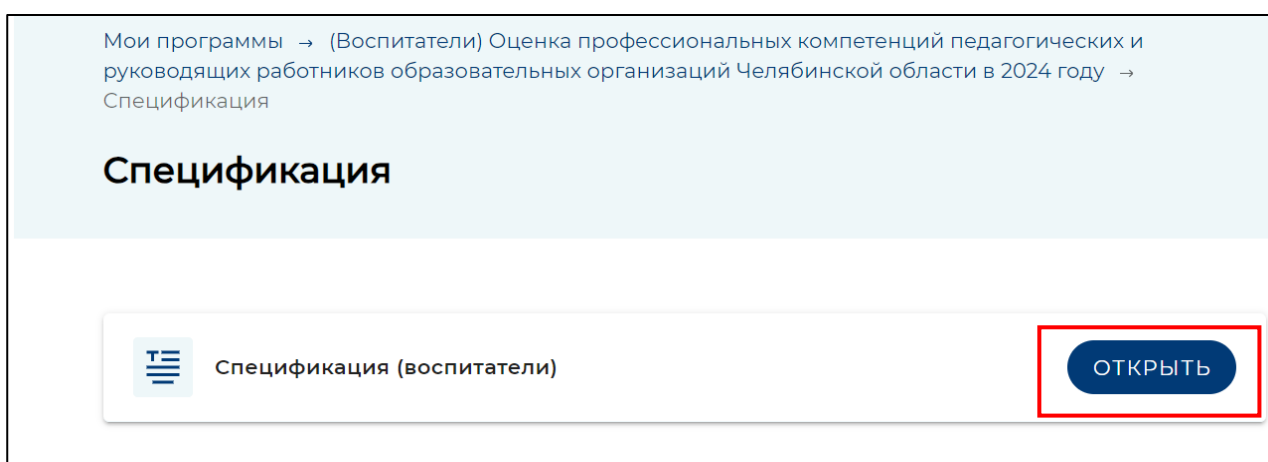 Мои программы → (Воспитатели) Оценка профессиональных компетенций педагогических и
руководящих работников образовательных организаций Челябинской области в 2024 году →
Спецификация
Спецификация
Спецификация (воспитатели)
ОТКРЫТЬ